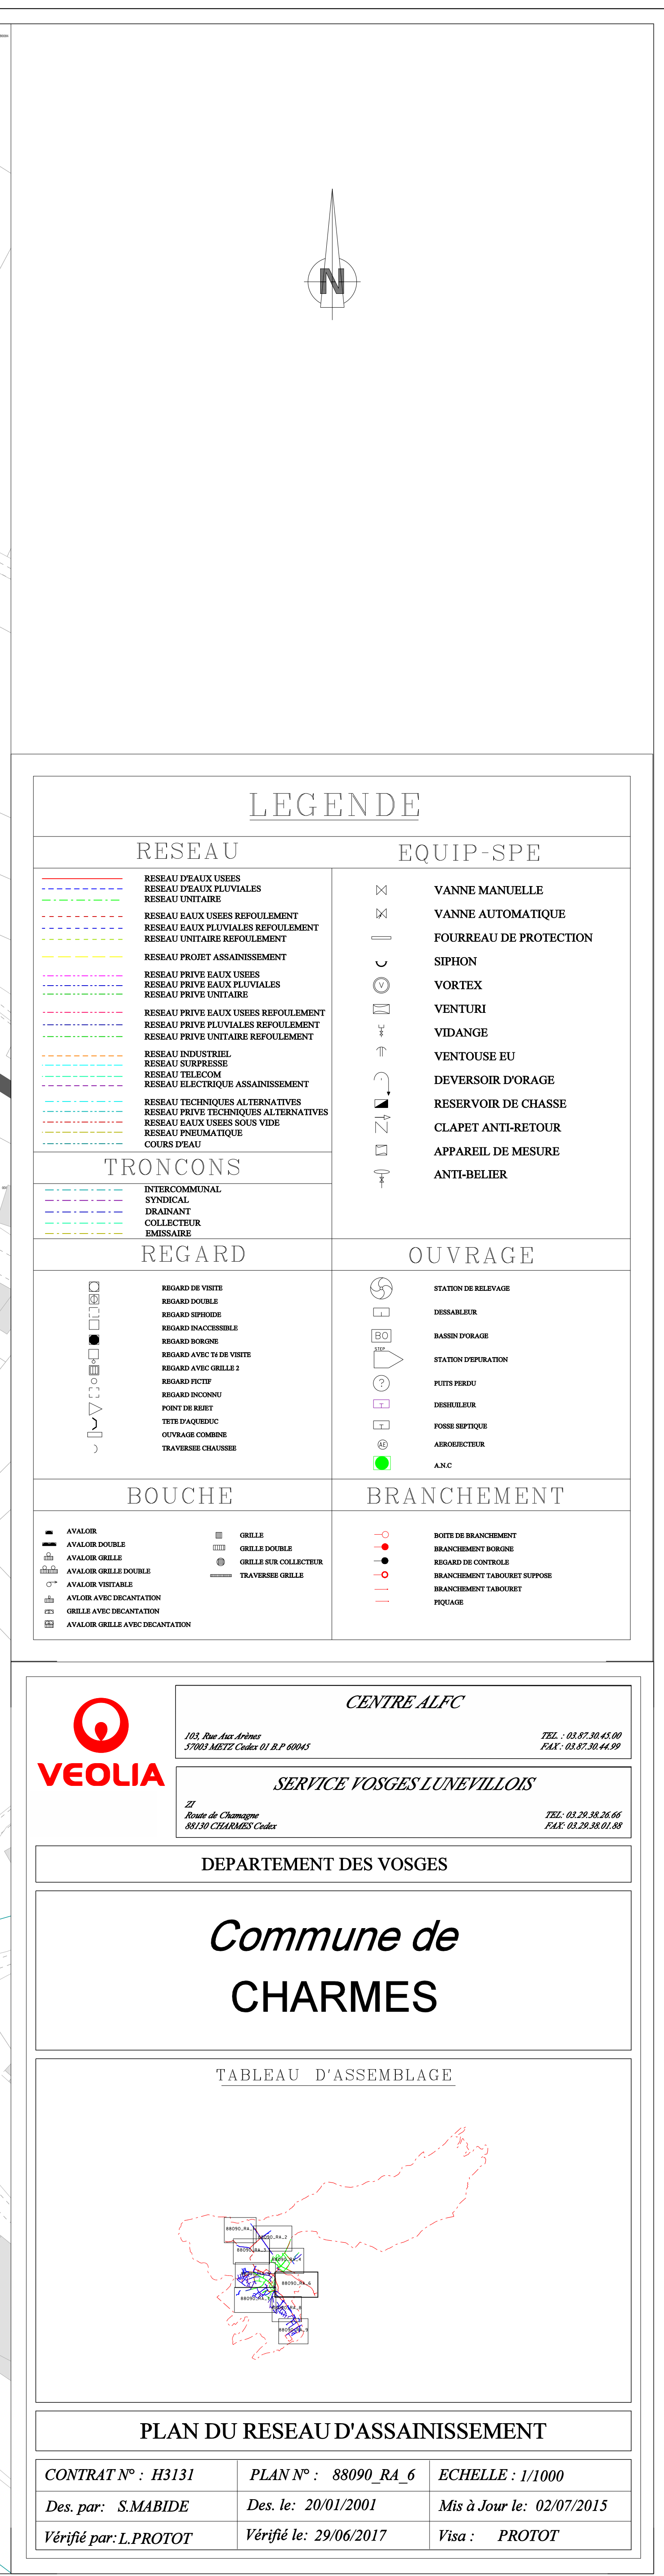 N
LEGENDE
RESEAU
RESEAU D'EAUX USEES
RESEAU D'EAUX PLUVIALES
RESEAU UNITAIRE
RESEAU EAUX USEES REFOULEMENT
RESEAU EAUX PLUVIALES REFOULEMENT
RESEAU UNITAIRE REFOULEMENT
RESEAU PROJET ASSAINISSEMENT
RESEAU PRIVE EAUX USEES
RESEAU PRIVE EAUX PLUVIALES
RESEAU PRIVE UNITAIRE
RESEAU PRIVE EAUX USEES REFOULEMENT
RESEAU PRIVE PLUVIALES REFOULEMENT
RESEAU PRIVE UNITAIRE REFOULEMENT
RESEAU INDUSTRIEL
RESEAU SURPRESSE
RESEAU TELECOM
RESEAU ELECTRIQUE ASSAINISSEMENT
RESEAU TECHNIQUES ALTERNATIVES
RESEAU PRIVE TECHNIQUES ALTERNATIVES
RESEAU EAUX USEES SOUS VIDE
RESEAU PNEUMATIQUE
COURS D'EAU
TRONCONS
INTERCOMMUNAL
SYNDICAL
DRAINANT
COLLECTEUR
EMISSAIRE
EQUIP-SPE
VANNE MANUELLE
VANNE AUTOMATIQUE
FOURREAU DE PROTECTION
SIPHON
V VORTEX
VENTURI
VIDANGE
VENTOUSE EU
DEVERSOIR D'ORAGE
RESERVOIR DE CHASSE
CLAPET ANTI-RETOUR
APPAREIL DE MESURE
ANTI-BELIER
REGARD
REGARD DE VISITE
REGARD DOUBLE
REGARD SIPHOIDE
REGARD INACCESSIBLE
REGARD BORGNE
REGARD AVEC Té DE VISITE
REGARD AVEC GRILLE 2
REGARD FICTIF
REGARD INCONNU
POINT DE REJET
TETE D'AQUEDUC
OUVRAGE COMBINE
TRAVERSEE CHAUSSEE
OUVRAGE
STATION DE RELEVAGE
DESSABLEUR
BO BASSIN D'ORAGE
STEP
STATION D'EPURATION
? PUITS PERDU
DESHUILEUR
FOSSE SEPTIQUE
AE AEROEJECTEUR
A.N.C
BOUCHE
AVALOIR
AVALOIR DOUBLE
AVALOIR GRILLE
AVALOIR GRILLE DOUBLE
AVALOIR VISITABLE
AVLOIR AVEC DECANTATION
GRILLE AVEC DECANTATION
AVALOIR GRILLE AVEC DECANTATION
GRILLE
GRILLE DOUBLE
GRILLE SUR COLLECTEUR
TRAVERSEE GRILLE
BRANCHEMENT
BOITE DE BRANCHEMENT
BRANCHEMENT BORGNE
REGARD DE CONTROLE
BRANCHEMENT TABOURET SUPPOSE
BRANCHEMENT TABOURET
PIQUAGE
VEOLIA
CENTRE ALFC
103, Rue Aux Arènes
57003 METZ Cedex 01 B.P 60045
TEL. : 03.87.30.45.00
FAX : 03.87.30.44.99
SERVICE VOSGES LUNEVILLOIS
ZI
Route de Chamagne
88130 CHARMES Cedex
TEL: 03.29.38.26.66
FAX: 03.29.38.01.88
DEPARTEMENT DES VOSGES
Commune de
CHARMES
TABLEAU D'ASSEMBLAGE
88090_RA_2
88090_RA_6
PLAN DU RESEAU D'ASSAINISSEMENT
CONTRAT N° : H3131
PLAN N° : 88090_RA_6
ECHELLE : 1/1000
Des. par: S.MABIDE
Des. le: 20/01/2001
Mis à Jour le: 02/07/2015
Vérifié par: L.PROTOT
Vérifié le: 29/06/2017
Visa : PROTOT